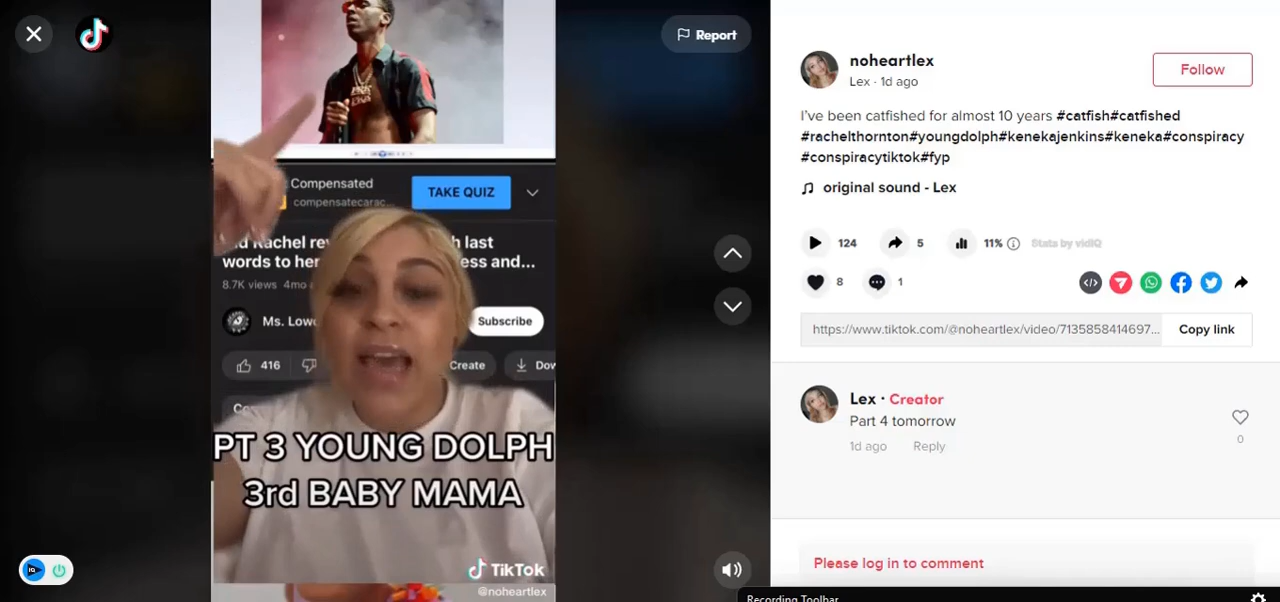 Report
Compensated
compensatecarac...
TAKE QUIZ
last
words to her
ess and...
8.7K views 4mo
Ms. Low
Subscribe
416
Create
Dow
PT 3 YOUNG DOLPH
3rd BABY MAMA
TikTok
@noheartlex
noheartlex
Lex · 1d ago
Follow
I've been catfished for almost 10 years #catfish#catfished
#rachelthornton#youngdolph#kenekajenkins#keneka#conspiracy
#conspiracytiktok#fyp
original sound - Lex
124
5
11%
Stats by vidIQ
8
1
https://www.tiktok.com/@noheartlex/video/7135858414697...
Copy link
Lex · Creator
Part 4 tomorrow
1d ago Reply
0
Please log in to comment
Recording Toolbar